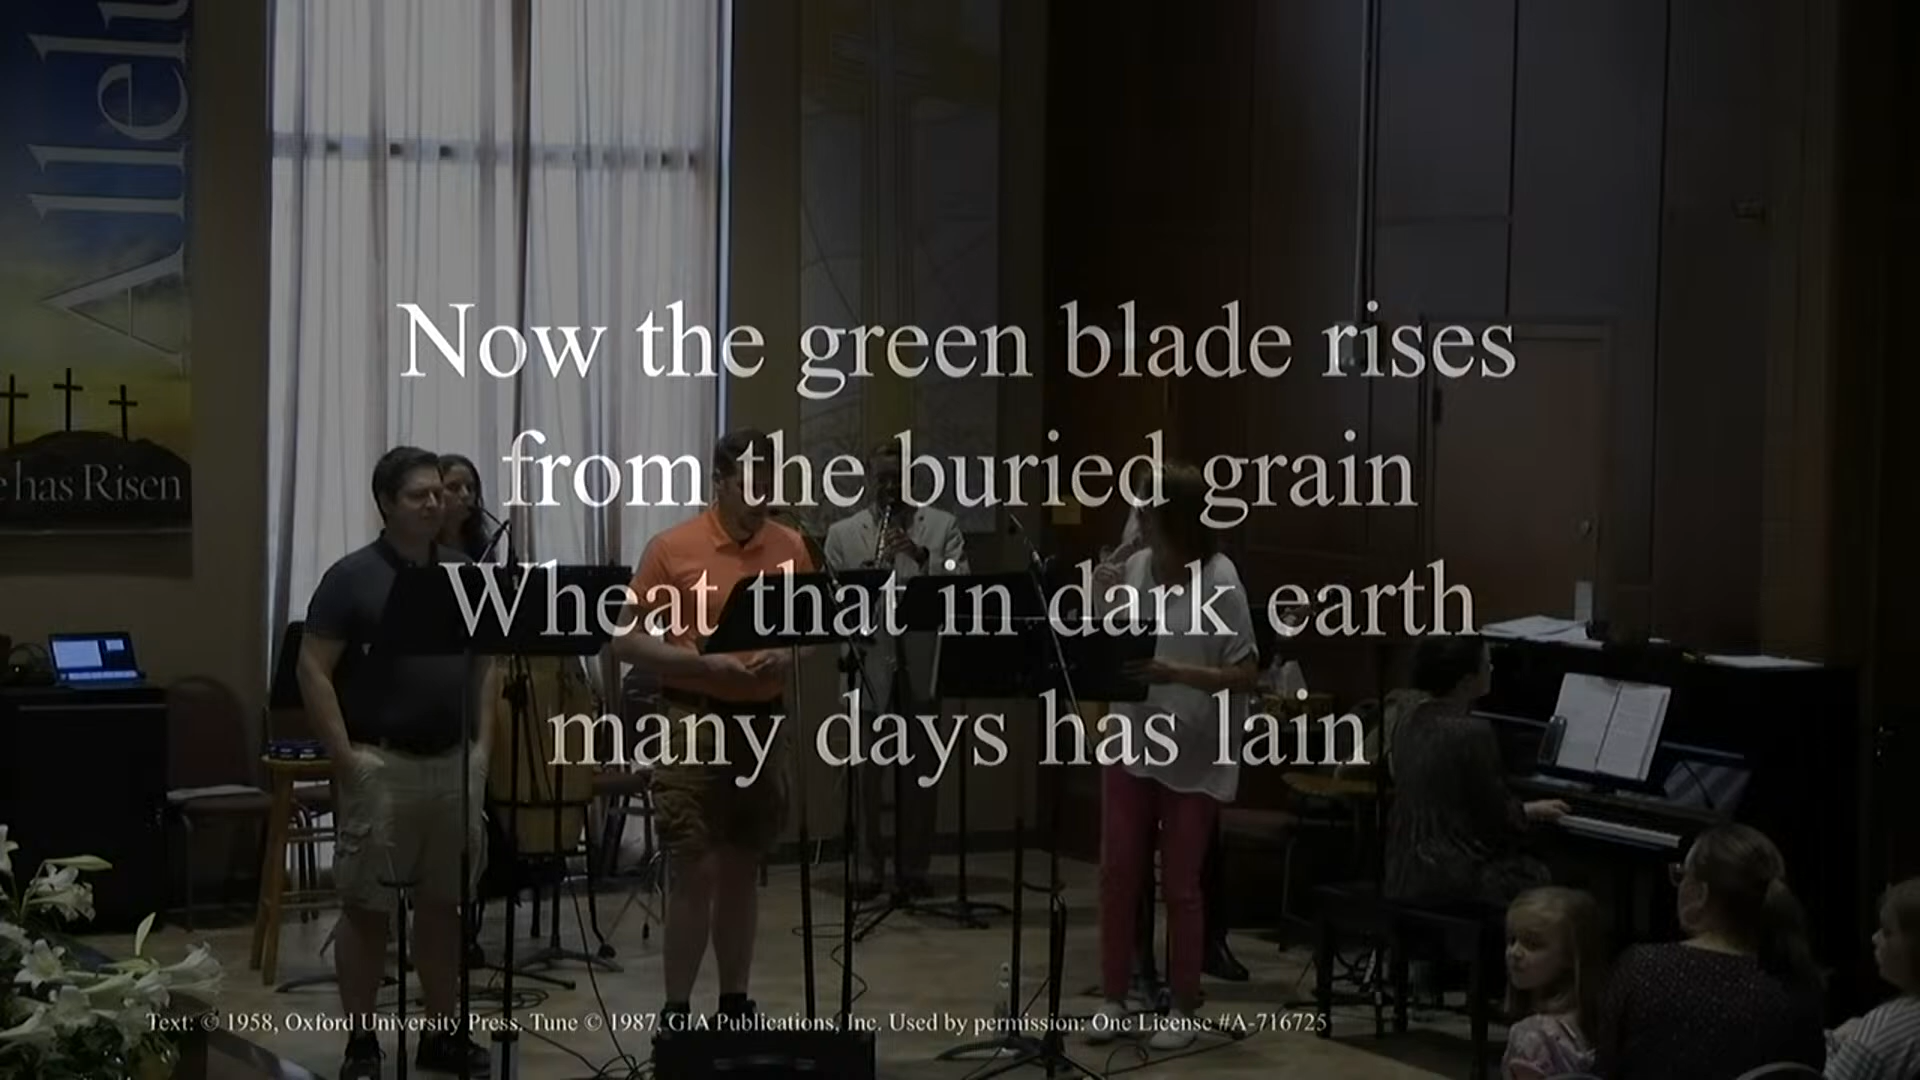 Allelu
e has Risen
Now the green blade rises
from the buried grain
Wheat that in dark earth
many days has lain
Text: © 1958, Oxford University Press. Tune © 1987, GIA Publications, Inc. Used by permission: One License #A-716725